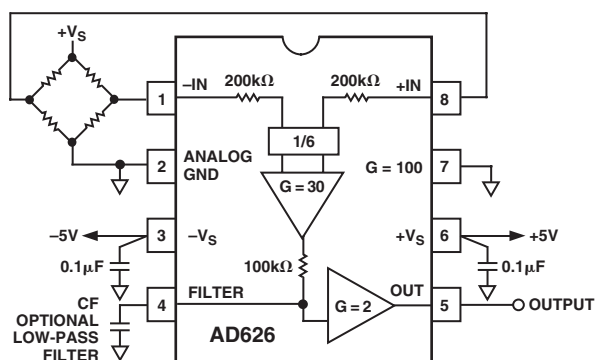 +VS
–IN
200kΩ
200kΩ
+IN
1
8
1/6
2
ANALOG
GND
G = 30
G = 100
7
–5V
3
–VS
+VS
6
+5V
0.1µF
0.1µF
100kΩ
CF
OPTIONAL
LOW-PASS
FILTER
4
FILTER
G = 2
OUT
5
OUTPUT
AD626